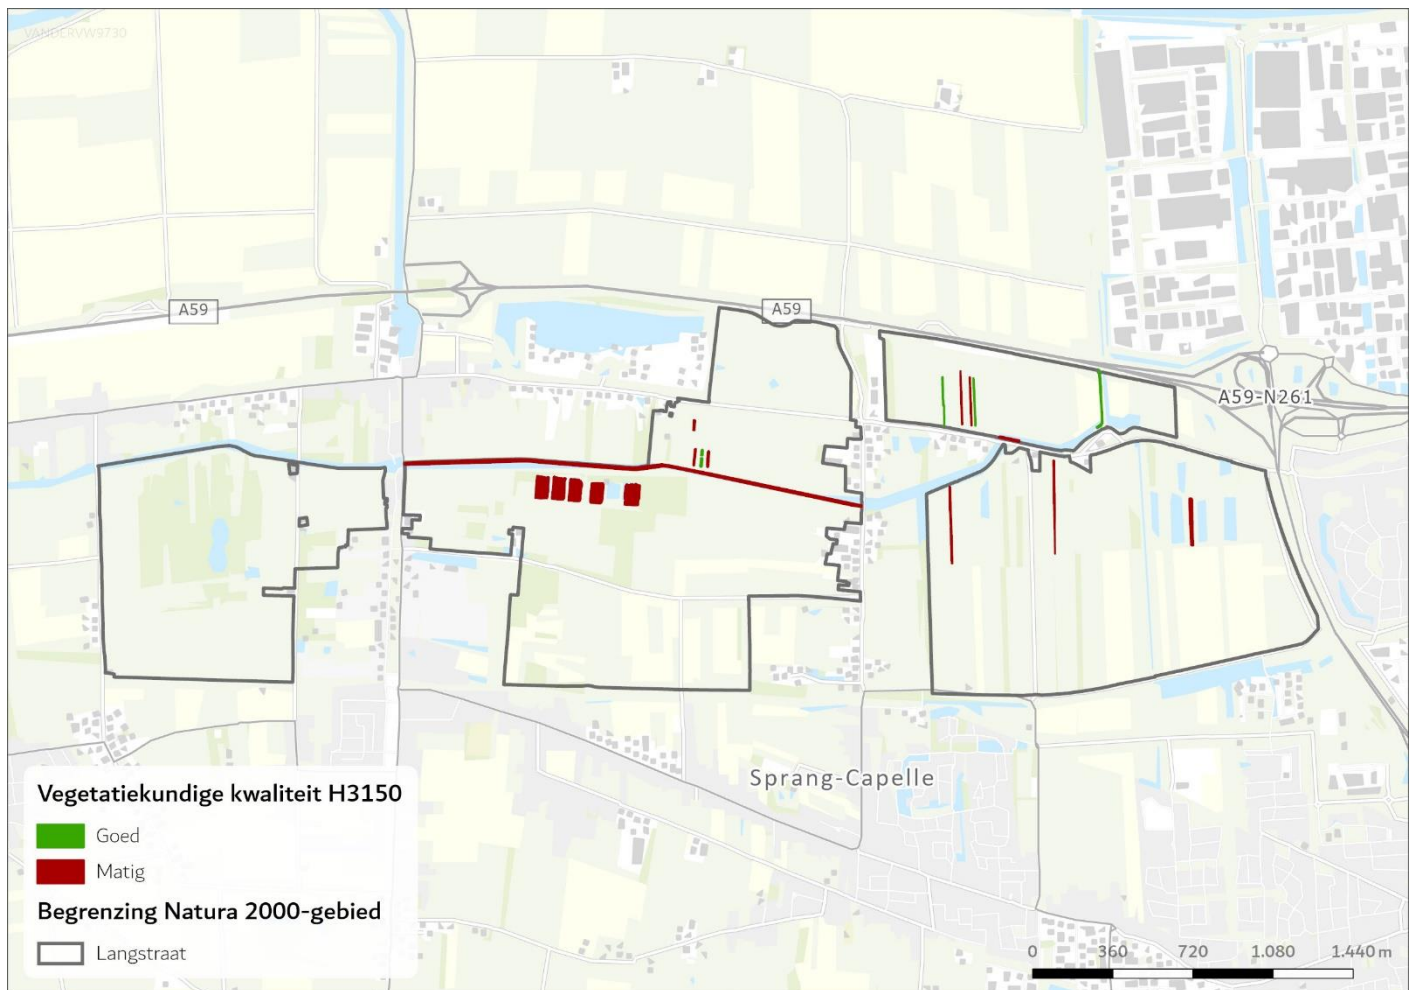 VANDERVW9730
A59
A59
A59-N261
Sprang-Capelle
Vegetatiekundige kwaliteit H3150
Goed
Matig
Begrenzing Natura 2000-gebied
Langstraat
0 360 720 1.080 1.440 m